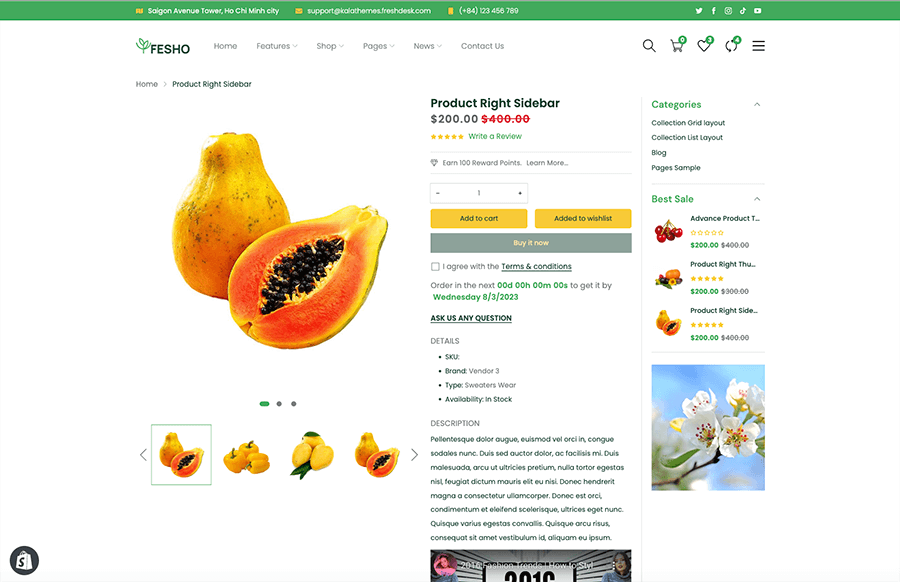 Saigon Avenue Tower, Ho Chi Minh city
support@kalathemes.freshdesk.com
(+84) 123 456 789
FESHO
Home
Features
Shop
Pages
News
Contact Us
0
3
4
Home
Product Right Sidebar
Product Right Sidebar
$200.00 $400.00
Write a Review
Earn 100 Reward Points. Learn More...
- 1 +
Add to cart
Added to wishlist
Buy it now
I agree with the Terms & conditions
Order in the next 00d 00h 00m 00s to get it by
Wednesday 8/3/2023
ASK US ANY QUESTION
DETAILS
SKU:
Brand: Vendor 3
Type: Sweaters Wear
Availability: In Stock
DESCRIPTION
Pellentesque dolor augue, euismod vel orci in, congue
sodales nunc. Duis sed auctor dolor, ac facilisis mi. Duis
malesuada, arcu ut ultricies pretium, nulla tortor egestas
nisl, feugiat dictum mauris elit eu nisi. Donec hendrerit
magna a consectetur ullamcorper. Donec est orci,
condimentum et eleifend scelerisque, ultrices eget nunc.
Quisque varius egestas convallis. Quisque arcu risus,
consequat sit amet vestibulum id, aliquam eu ipsum.
2016 Fashion Trends | How to Styl
2016
Categories
Collection Grid layout
Collection List Layout
Blog
Pages Sample
Best Sale
Advance Product T...
$200.00 $400.00
Product Right Thu...
$200.00 $300.00
Product Right Side...
$200.00 $400.00